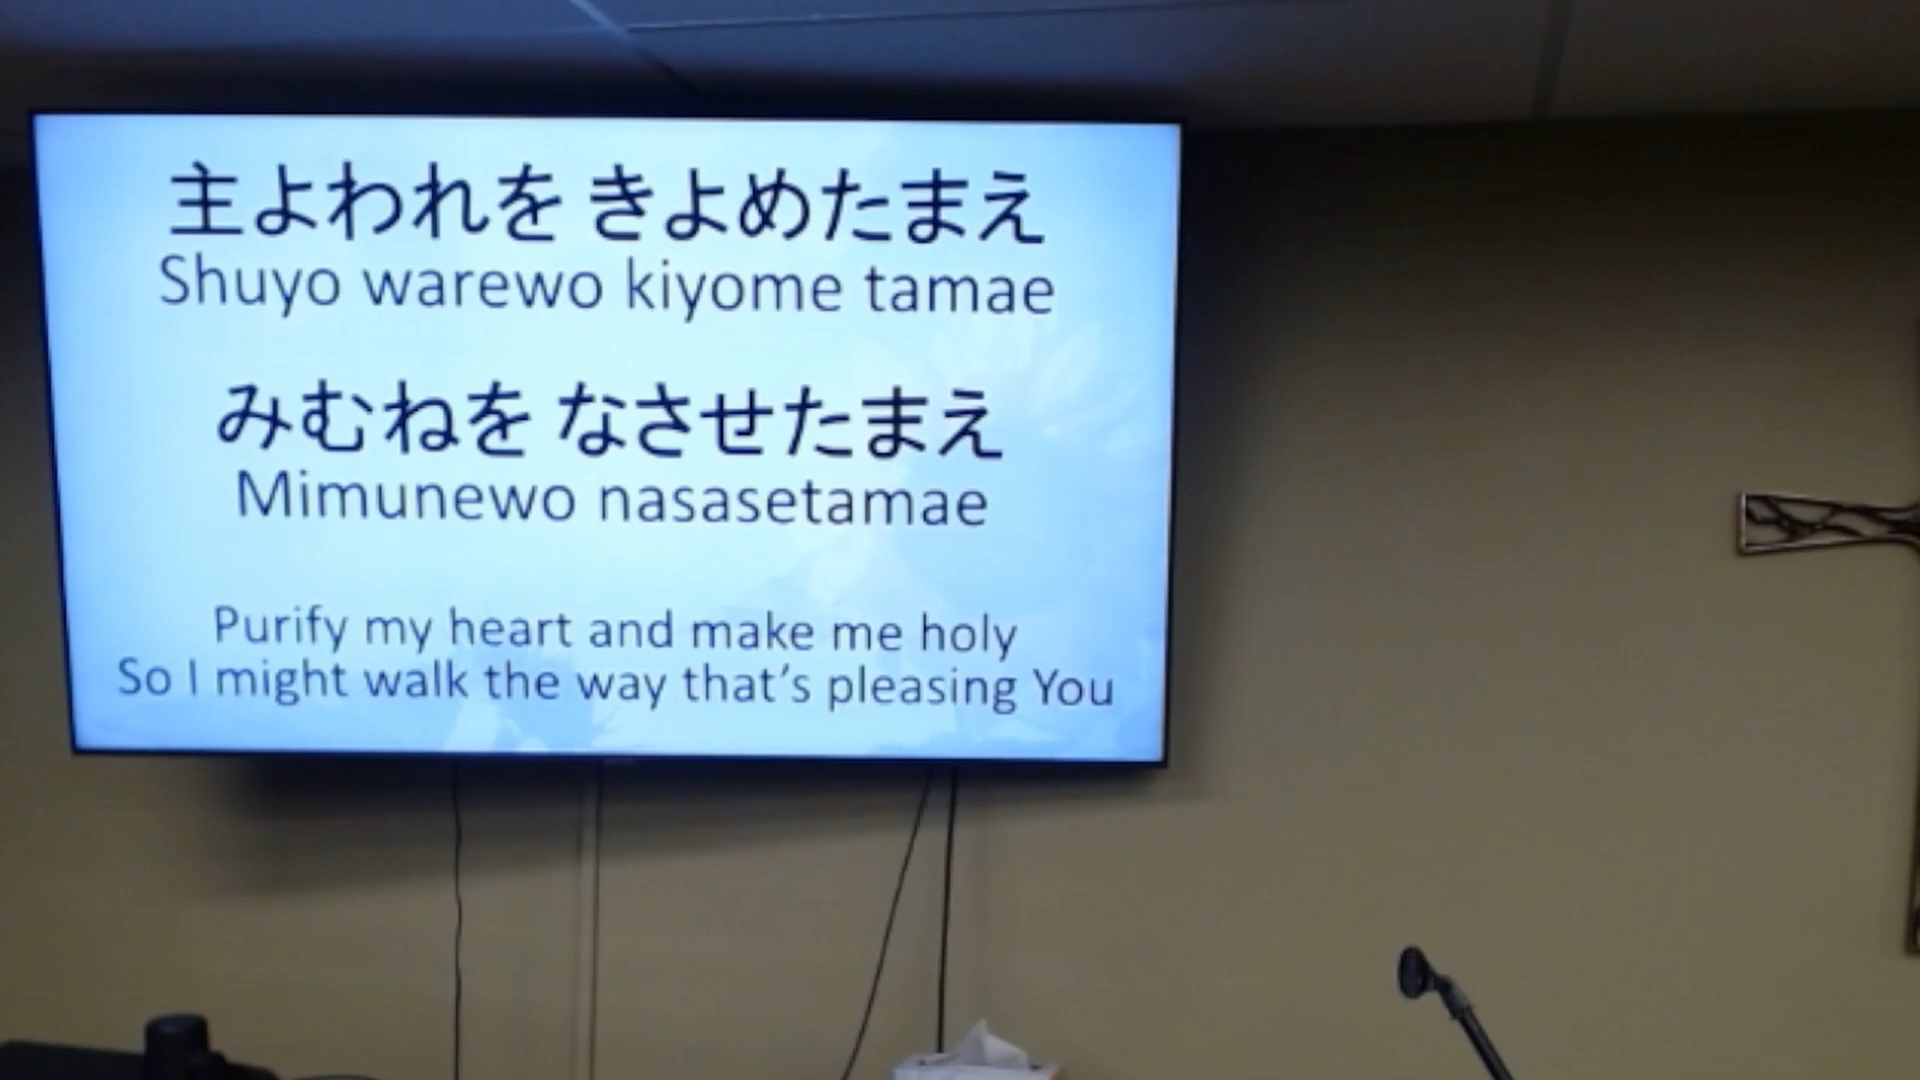 主よわれを きよめたまえ
Shuyo warewo kiyome tamae
みむねを なさせたまえ
Mimunewo nasasetamae
Purify my heart and make me holy
So I might walk the way that's pleasing You